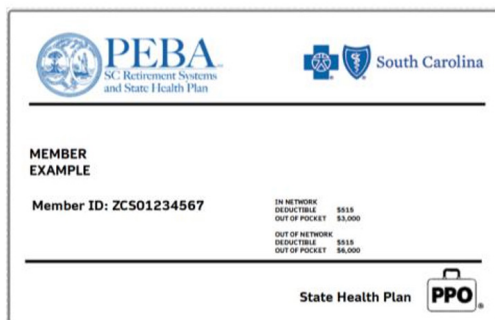 PEBA
SC Retirement Systems
and State Health Plan
South Carolina
MEMBER
EXAMPLE
Member ID: ZCS01234567
IN NETWORK
DEDUCTIBLE $515
OUT OF POCKET $3,000
OUT OF NETWORK
DEDUCTIBLE $515
OUT OF POCKET $6,000
State Health Plan
PPO®